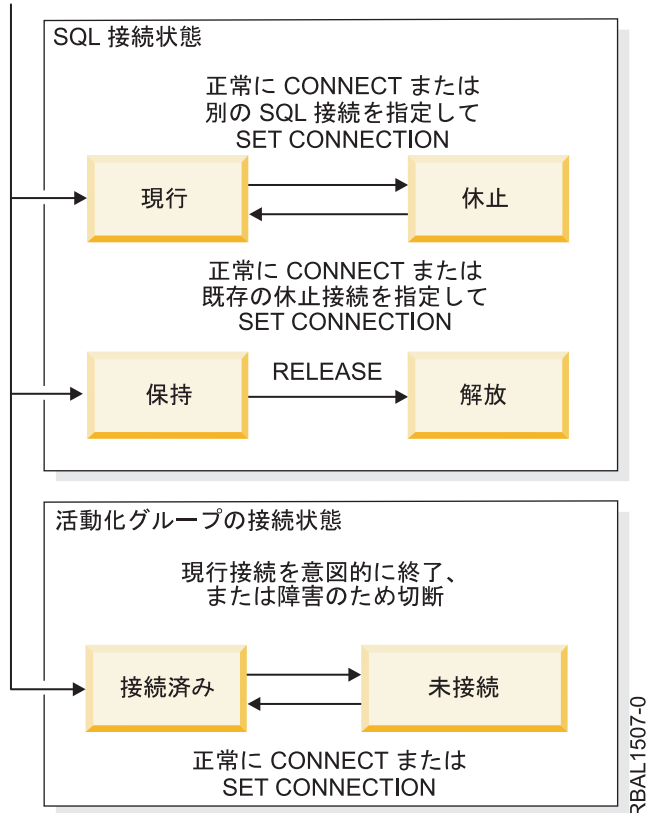 SQL 接続状態
正常に CONNECT または
別の SQL 接続を指定して
SET CONNECTION
現行
休止
正常に CONNECT または
既存の休止接続を指定して
SET CONNECTION
保持
RELEASE
解放
活動化グループの接続状態
現行接続を意図的に終了、
または障害のため切断
接続済み
未接続
正常に CONNECT または
SET CONNECTION
RBAL1507-0